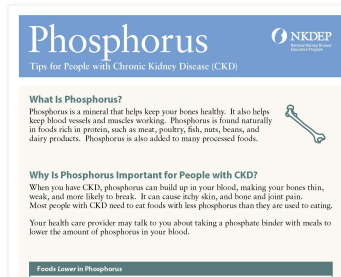 Phosphorus
Tips for People with Chronic Kidney Disease (CKD)
NKDEP
National Kidney Disease
Education Program
What Is Phosphorus?
Phosphorus is a mineral that helps keep your bones healthy. It also helps
keep blood vessels and muscles working. Phosphorus is found naturally
in foods rich in protein, such as meat, poultry, fish, nuts, beans, and
dairy products. Phosphorus is also added to many processed foods.
Why Is Phosphorus Important for People with CKD?
When you have CKD, phosphorus can build up in your blood, making your bones thin,
weak, and more likely to break. It can cause itchy skin, and bone and joint pain.
Most people with CKD need to eat foods with less phosphorus than they are used to eating.
Your health care provider may talk to you about taking a phosphate binder with meals to
lower the amount of phosphorus in your blood.
Foods Lower in Phosphorus